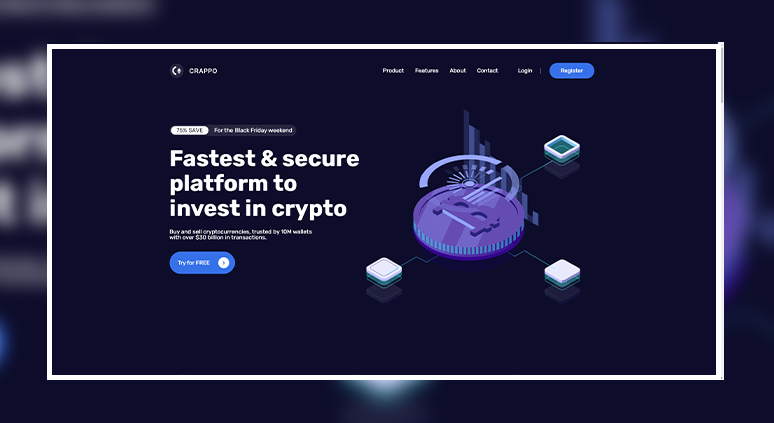 CRAPPO
Product Features About Contact Login Register
75% SAVE For the Black Friday weekend
Fastest & secure
platform to
invest in crypto
Buy and sell cryptocurrencies, trusted by 10M wallets
with over $30 billion in transactions.
Try for FREE